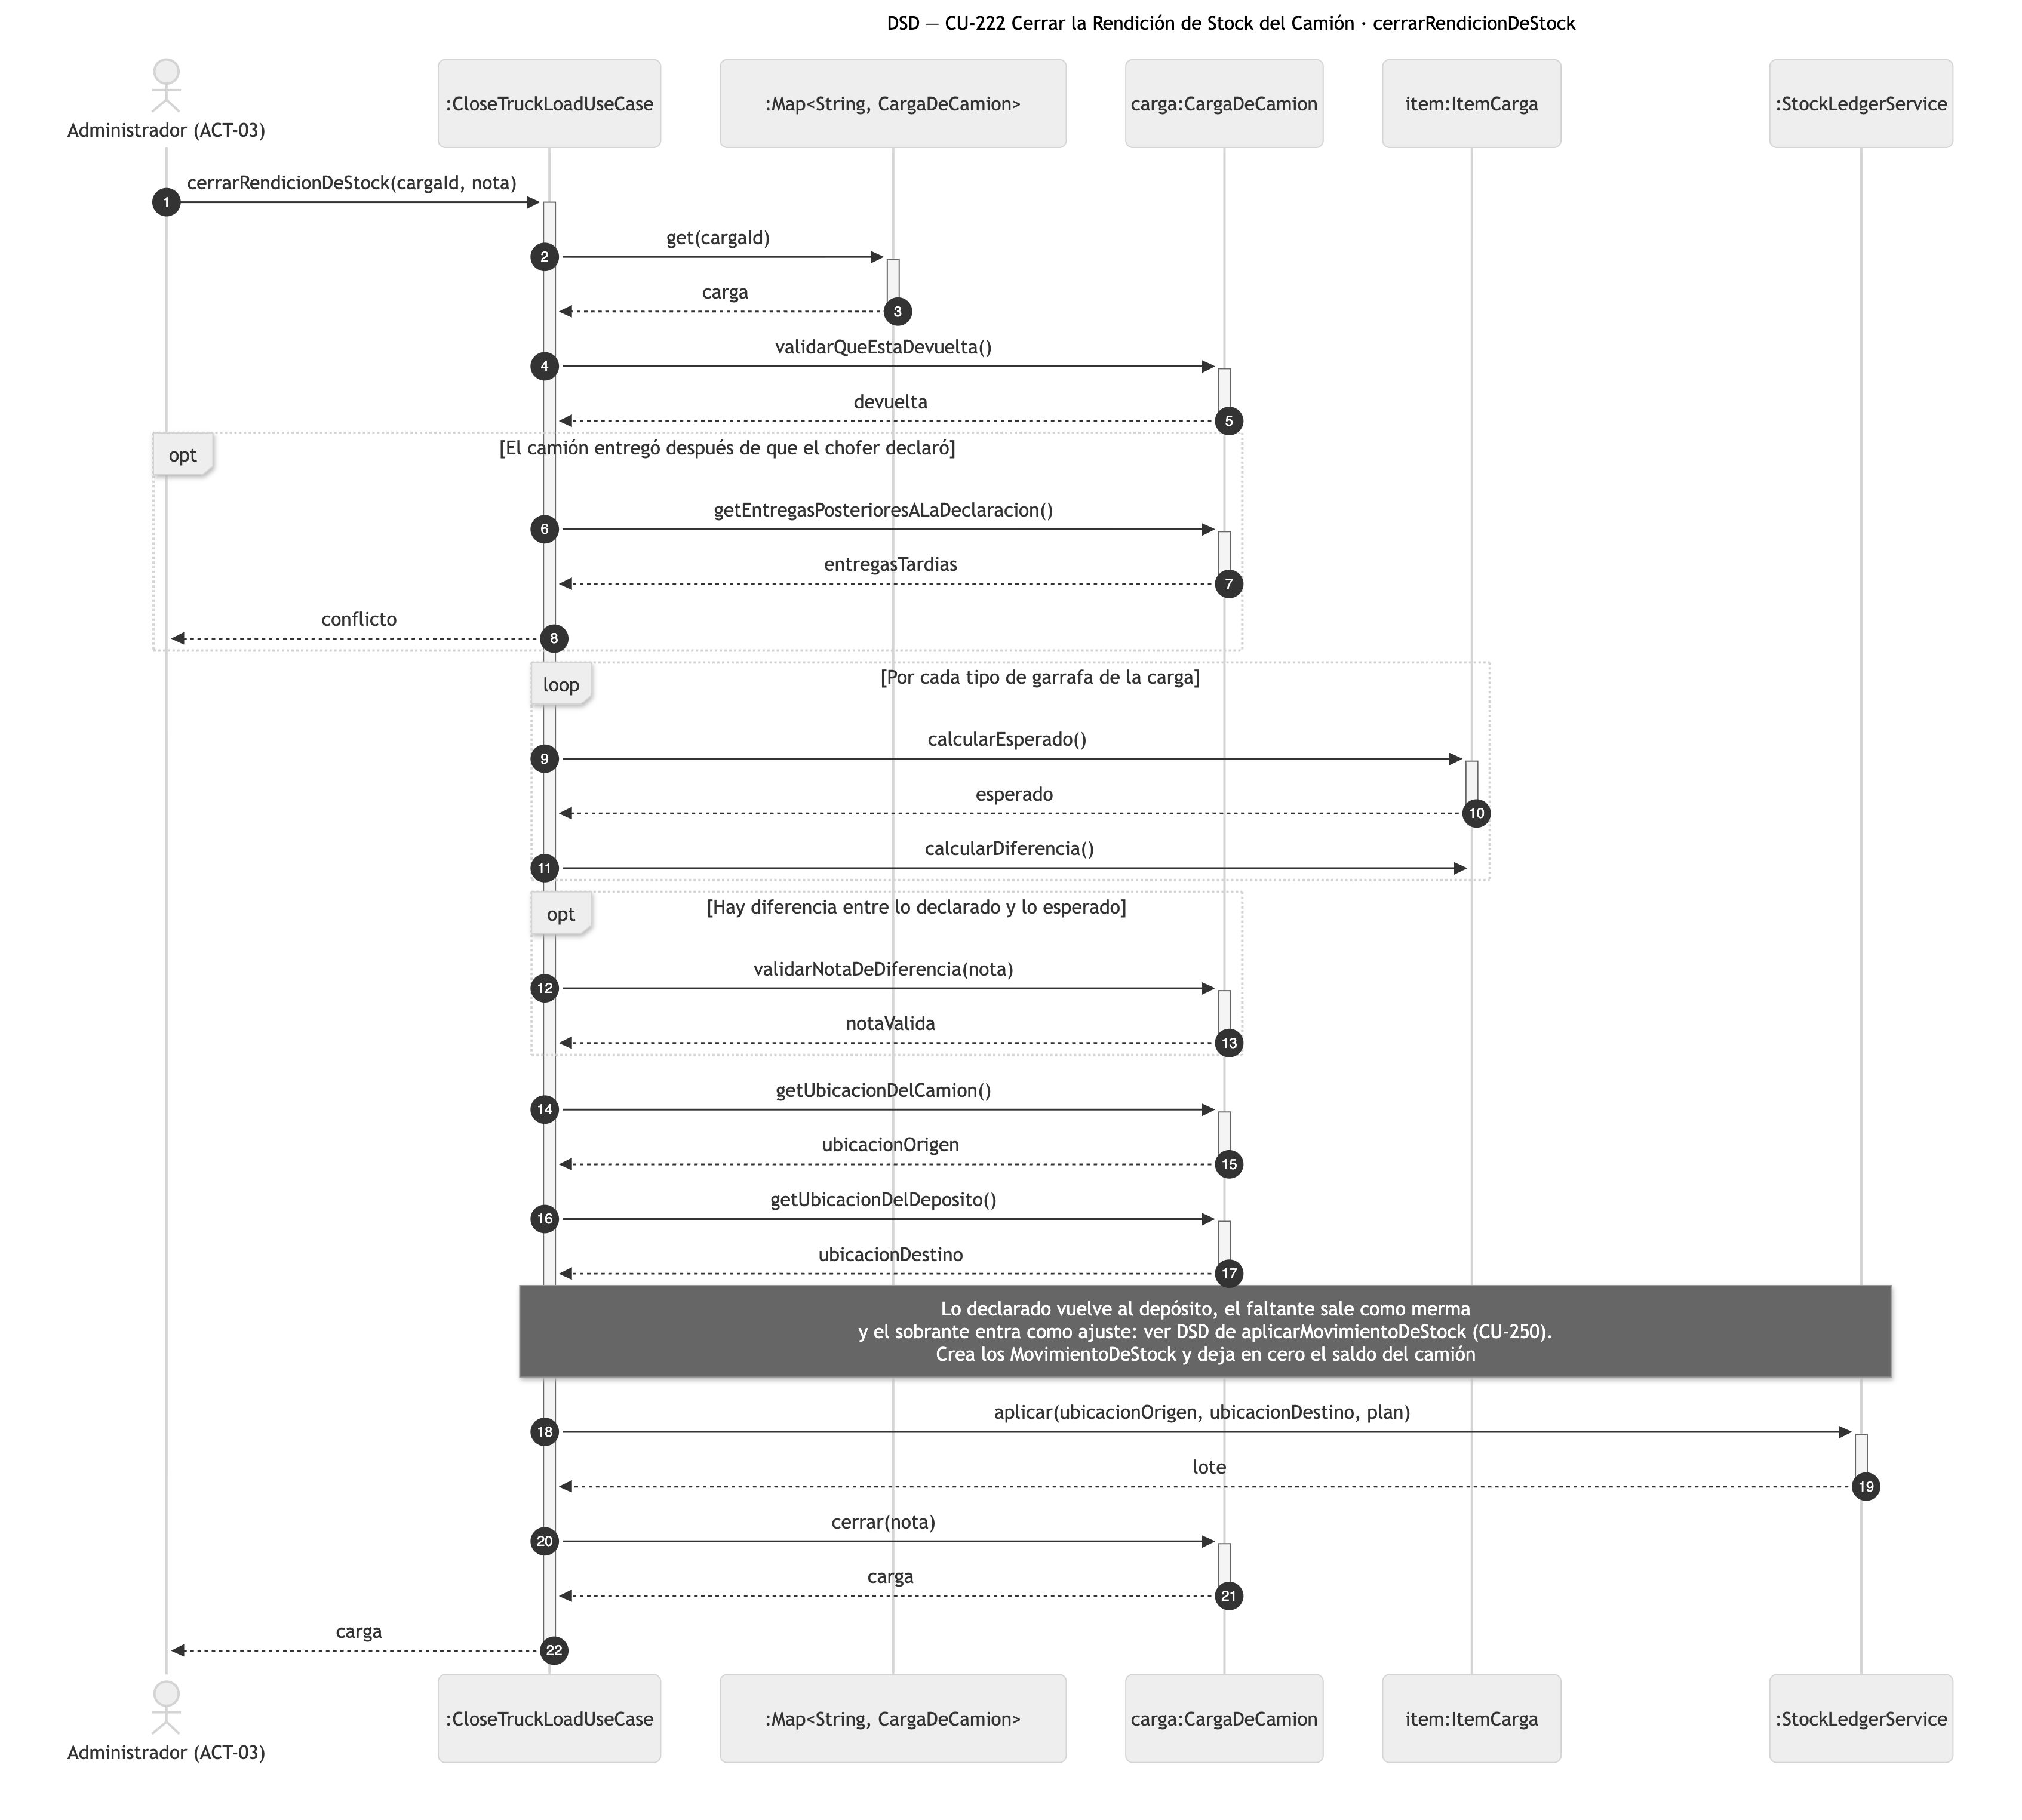 DSD — CU-222 Cerrar la Rendición de Stock del Camión · cerrarRendicionDeStock
Administrador (ACT-03)
:CloseTruckLoadUseCase
:Map<String, CargaDeCamion>
carga:CargaDeCamion
item:ItemCarga
:StockLedgerService
cerrarRendicionDeStock(cargaId, nota)
1
get(cargaId)
2
carga
3
validarQueEstaDevuelta()
4
devuelta
5
opt
[El camión entregó después de que el chofer declaró]
getEntregasPosterioresALaDeclaracion()
6
entregasTardias
7
conflicto
8
loop
[Por cada tipo de garrafa de la carga]
calcularEsperado()
9
esperado
10
calcularDiferencia()
11
opt
[Hay diferencia entre lo declarado y lo esperado]
validarNotaDeDiferencia(nota)
12
notaValida
13
getUbicacionDelCamion()
14
ubicacionOrigen
15
getUbicacionDelDeposito()
16
ubicacionDestino
17
Lo declarado vuelve al depósito, el faltante sale como merma
y el sobrante entra como ajuste: ver DSD de aplicarMovimientoDeStock (CU-250).
Crea los MovimientoDeStock y deja en cero el saldo del camión
aplicar(ubicacionOrigen, ubicacionDestino, plan)
18
lote
19
cerrar(nota)
20
carga
21
carga
22
Administrador (ACT-03)
:CloseTruckLoadUseCase
:Map<String, CargaDeCamion>
carga:CargaDeCamion
item:ItemCarga
:StockLedgerService